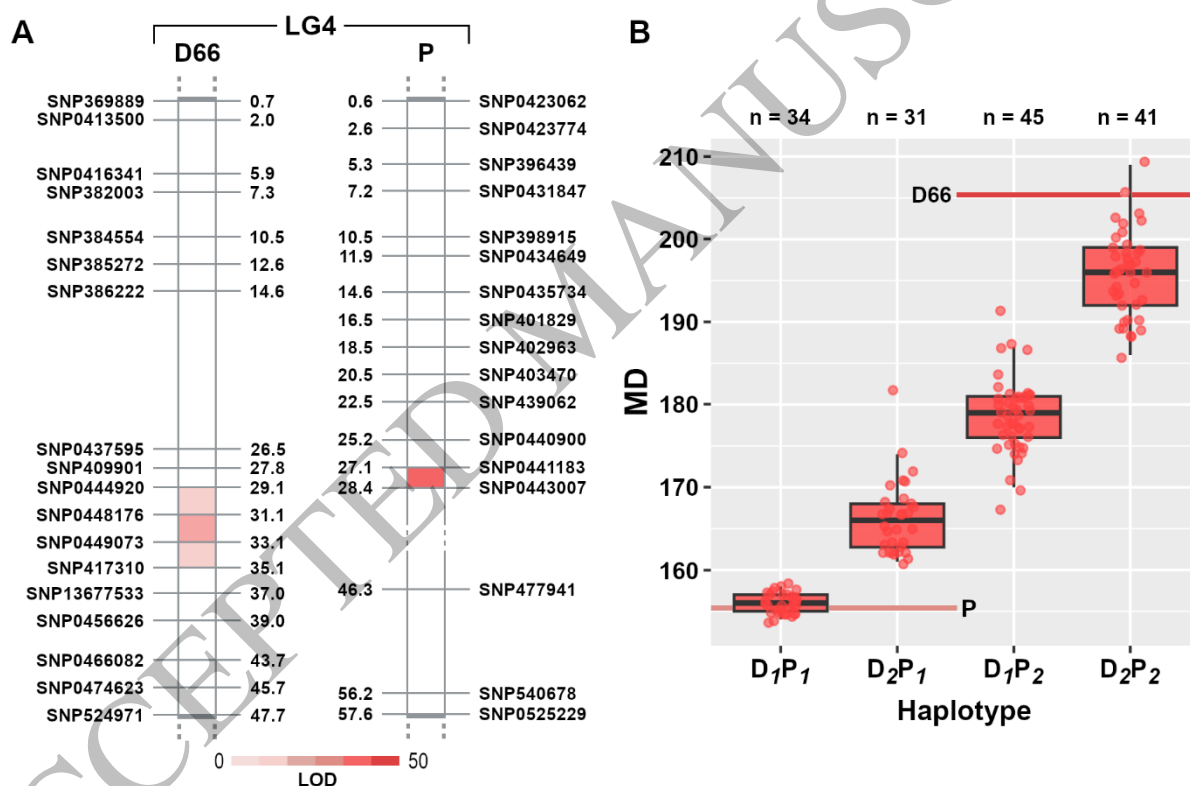 A
LG4
D66 P
SNP369889 0.7
SNP0413500 2.0
SNP0416341 5.9
SNP382003 7.3
SNP384554 10.5
SNP385272 12.6
SNP386222 14.6
SNP0437595 26.5
SNP409901 27.8
SNP0444920 29.1
SNP0448176 31.1
SNP0449073 33.1
SNP417310 35.1
SNP13677533 37.0
SNP0456626 39.0
SNP0466082 43.7
SNP0474623 45.7
SNP524971 47.7
0.6 SNP0423062
2.6 SNP0423774
5.3 SNP396439
7.2 SNP0431847
10.5 SNP398915
11.9 SNP0434649
14.6 SNP0435734
16.5 SNP401829
18.5 SNP402963
20.5 SNP403470
22.5 SNP439062
25.2 SNP0440900
27.1 SNP0441183
28.4 SNP0443007
46.3 SNP477941
56.2 SNP540678
57.6 SNP0525229
0 50
LOD
B
n = 34 n = 31 n = 45 n = 41
210
200
190
180
170
160
MD
D66
P
D1P1 D2P1 D1P2 D2P2
Haplotype
SCEPTED MANUSC